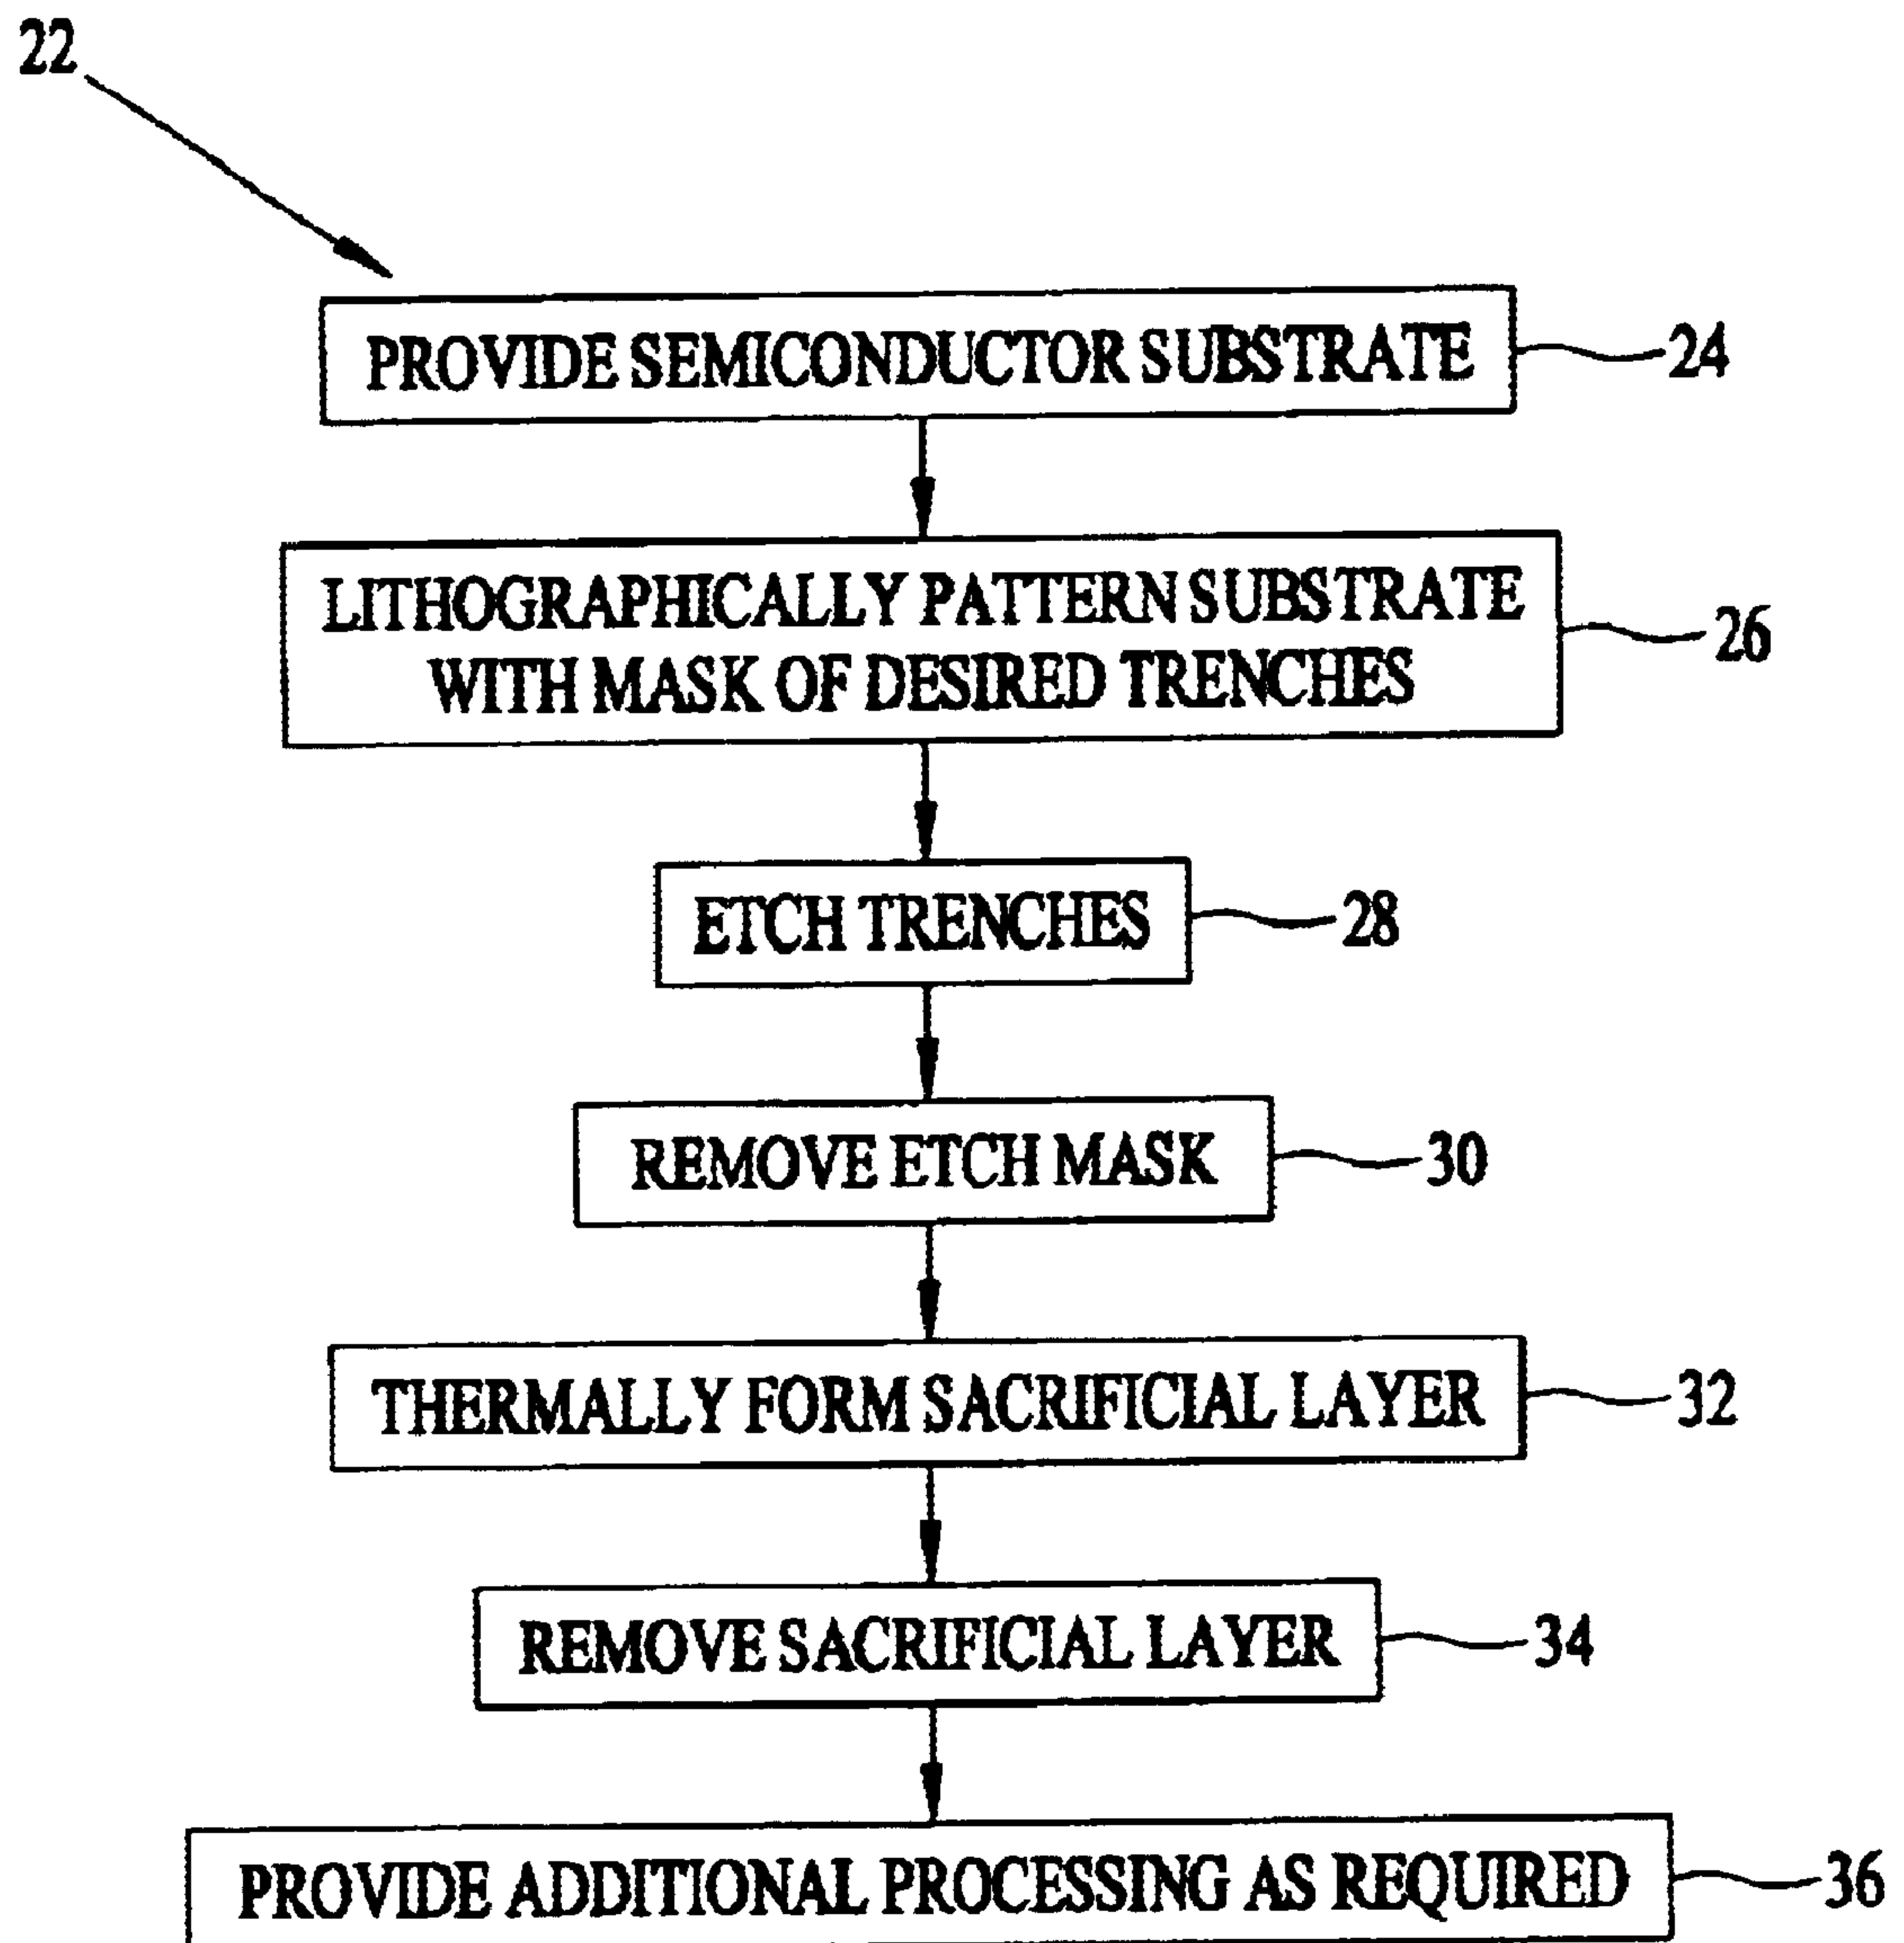 22
PROVIDE SEMICONDUCTOR SUBSTRATE
24
LITHOGRAPHICALLY PATTERN SUBSTRATE
WITH MASK OF DESIRED TRENCHES
26
ETCH TRENCHES
28
REMOVE ETCH MASK
30
THERMALLY FORM SACRIFICIAL LAYER
32
REMOVE SACRIFICIAL LAYER
34
PROVIDE ADDITIONAL PROCESSING AS REQUIRED
36